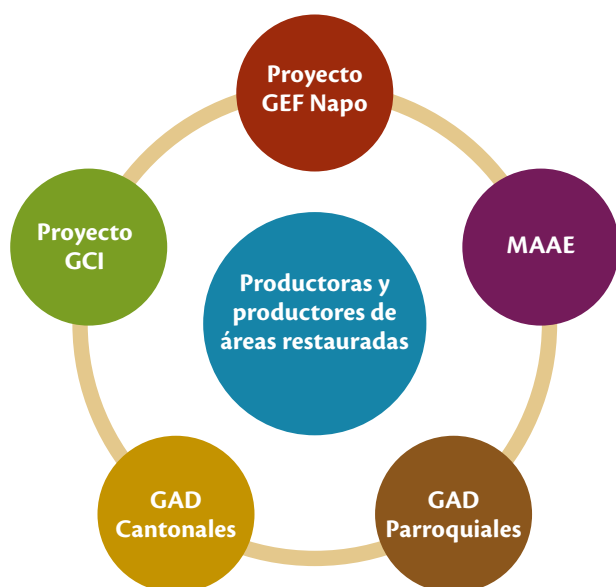 Proyecto
GEF Napo
Proyecto
GCI
MAAE
Productoras y
productores de
áreas restauradas
GAD
Cantonales
GAD
Parroquiales